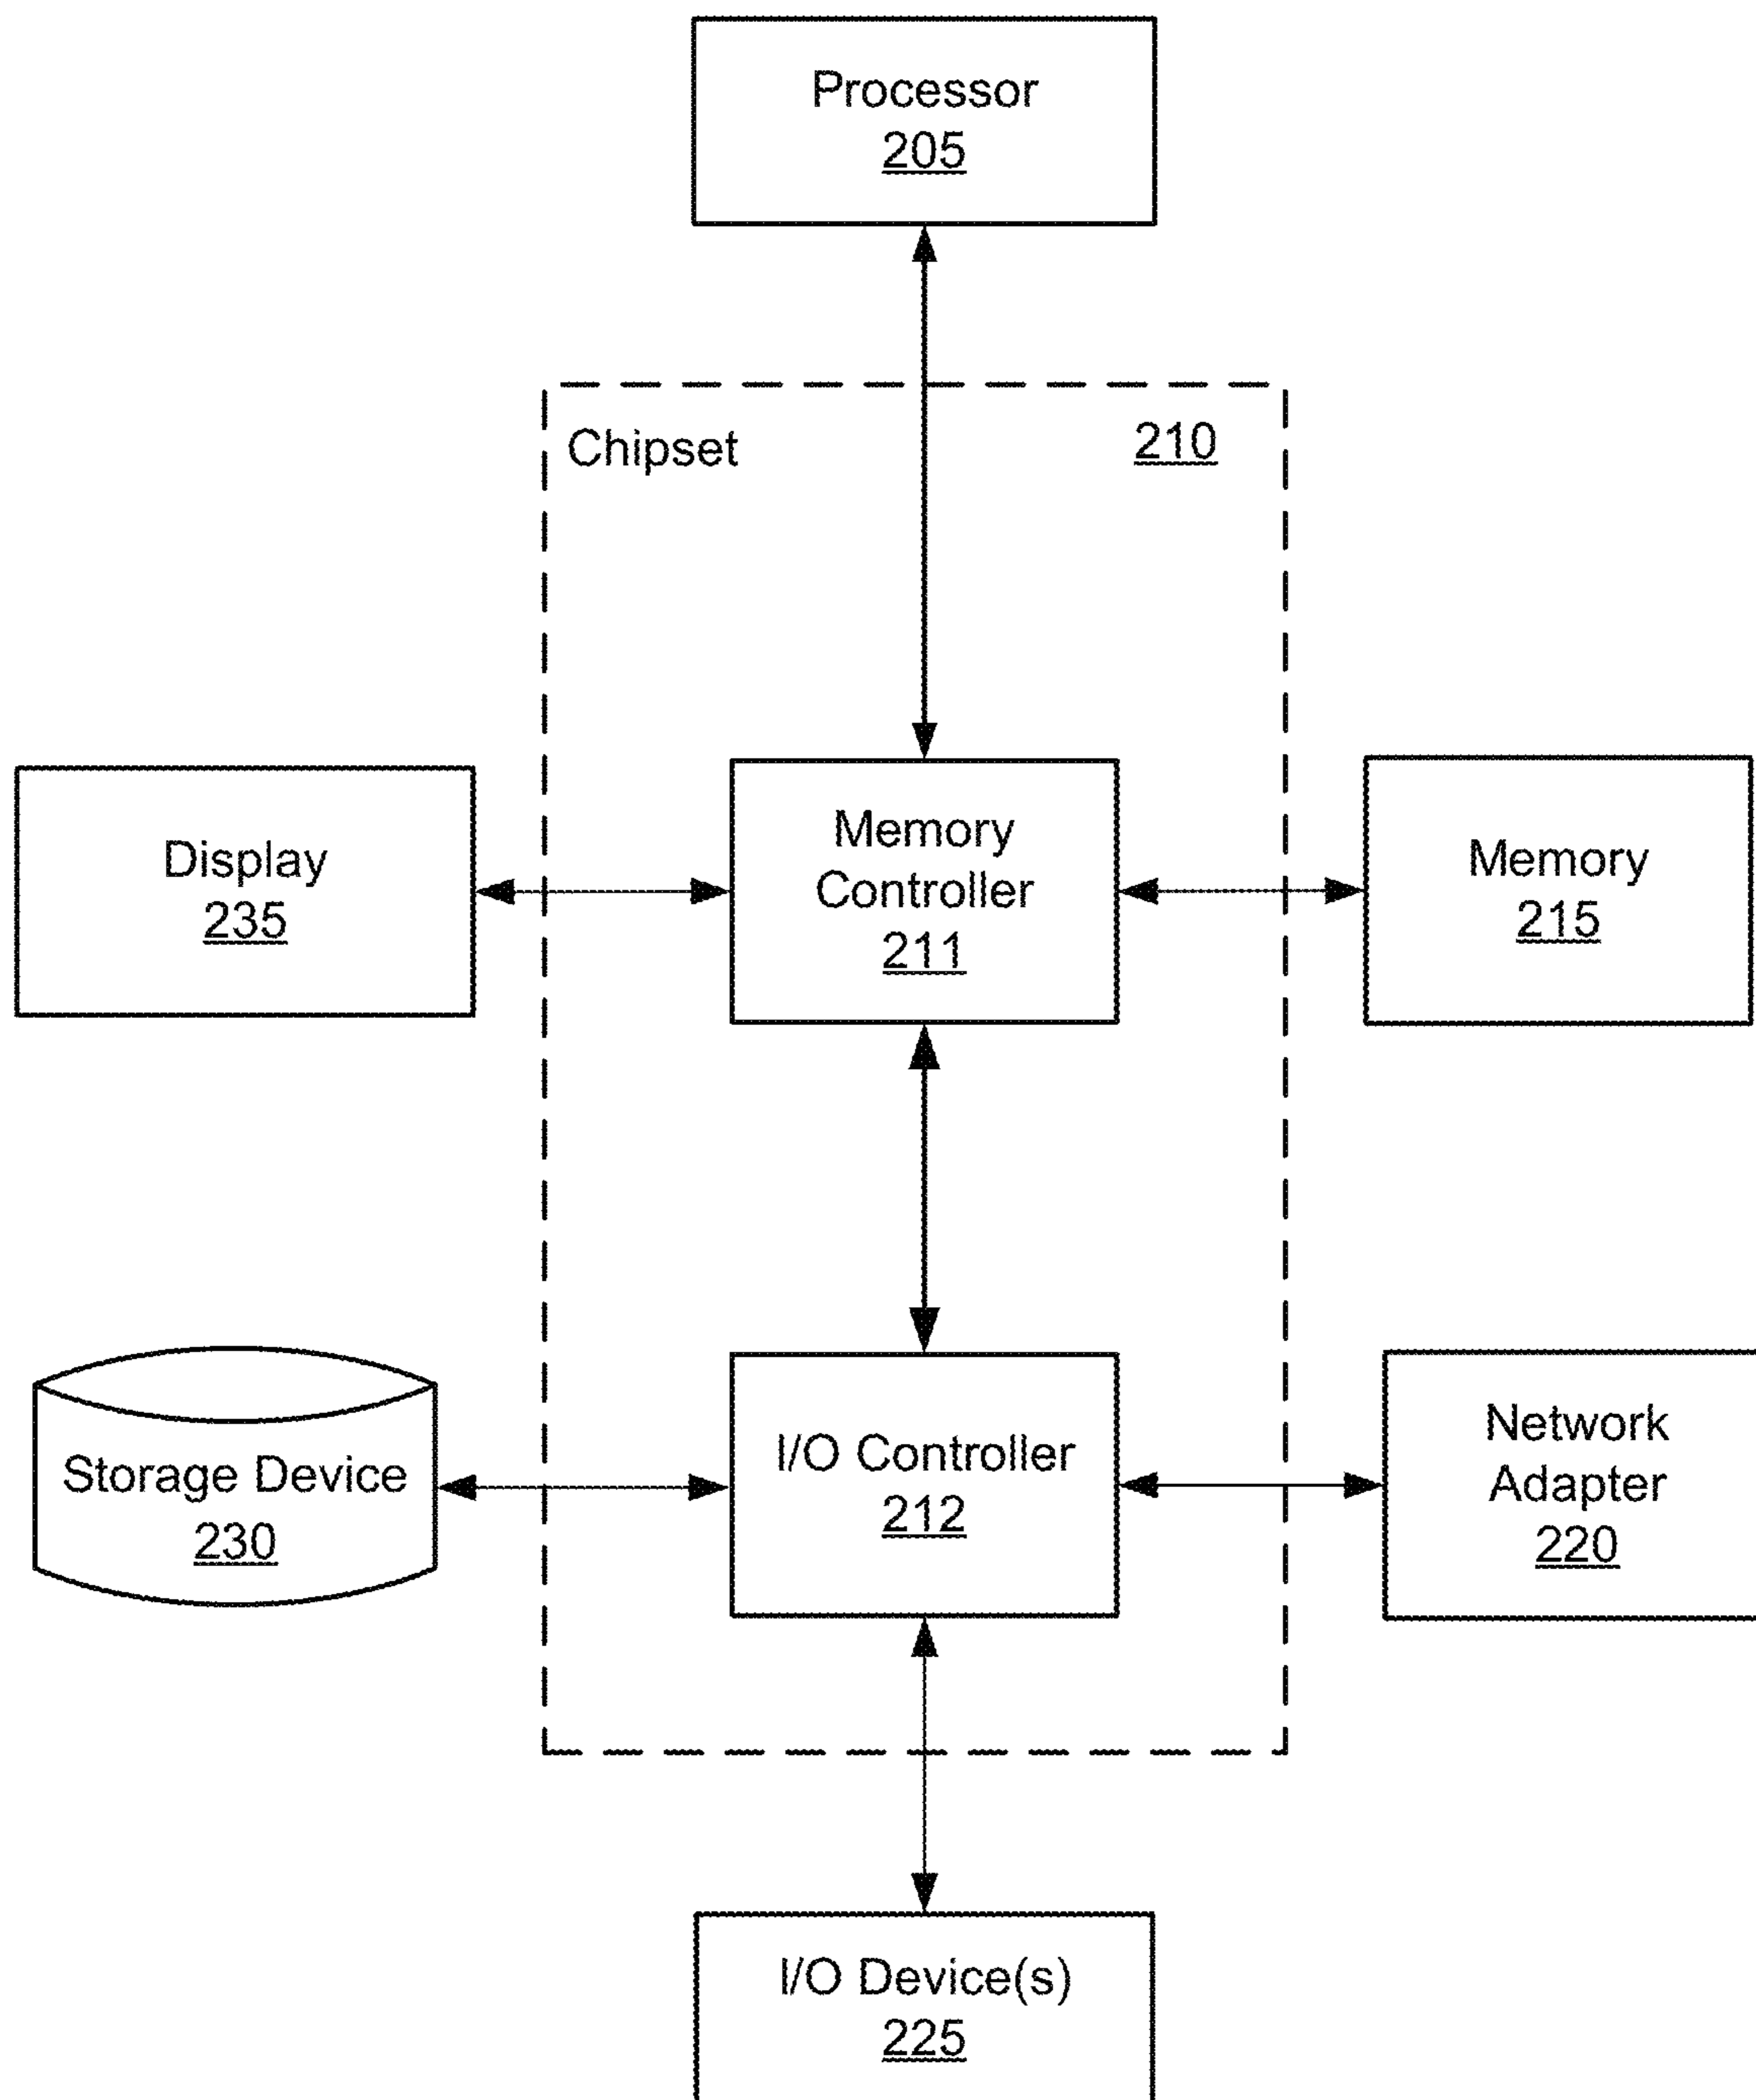 Processor
205
Chipset
210
Display
235
Memory
Controller
211
Memory
215
Storage Device
230
I/O Controller
212
Network
Adapter
220
I/O Device(s)
225